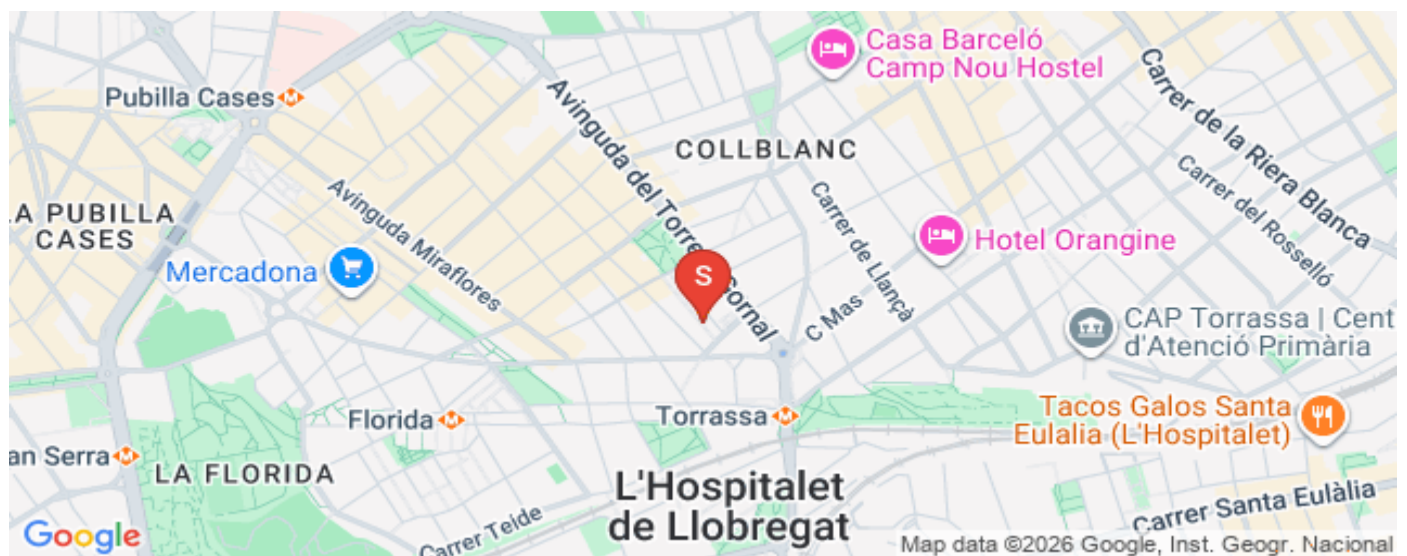 Casa Barceló
Camp Nou Hostel
Pubilla Cases
Avinguda del Torrent Gornal
COLLBLANC
Carrer de la Riera Blanca
Carrer del Rosselló
Avinguda Miraflores
Carrer de Llançà
A PUBILLA
CASES
Mercadona
Hotel Orangine
S
C Mas
CAP Torrassa | Cent
d'Atenció Primària
Florida
Torrassa
Tacos Galos Santa
Eulalia (L'Hospitalet)
an Serra
LA FLORIDA
L'Hospitalet
de Llobregat
Carrer Teide
Carrer Santa Eulàlia
Google
Map data ©2026 Google, Inst. Geogr. Nacional